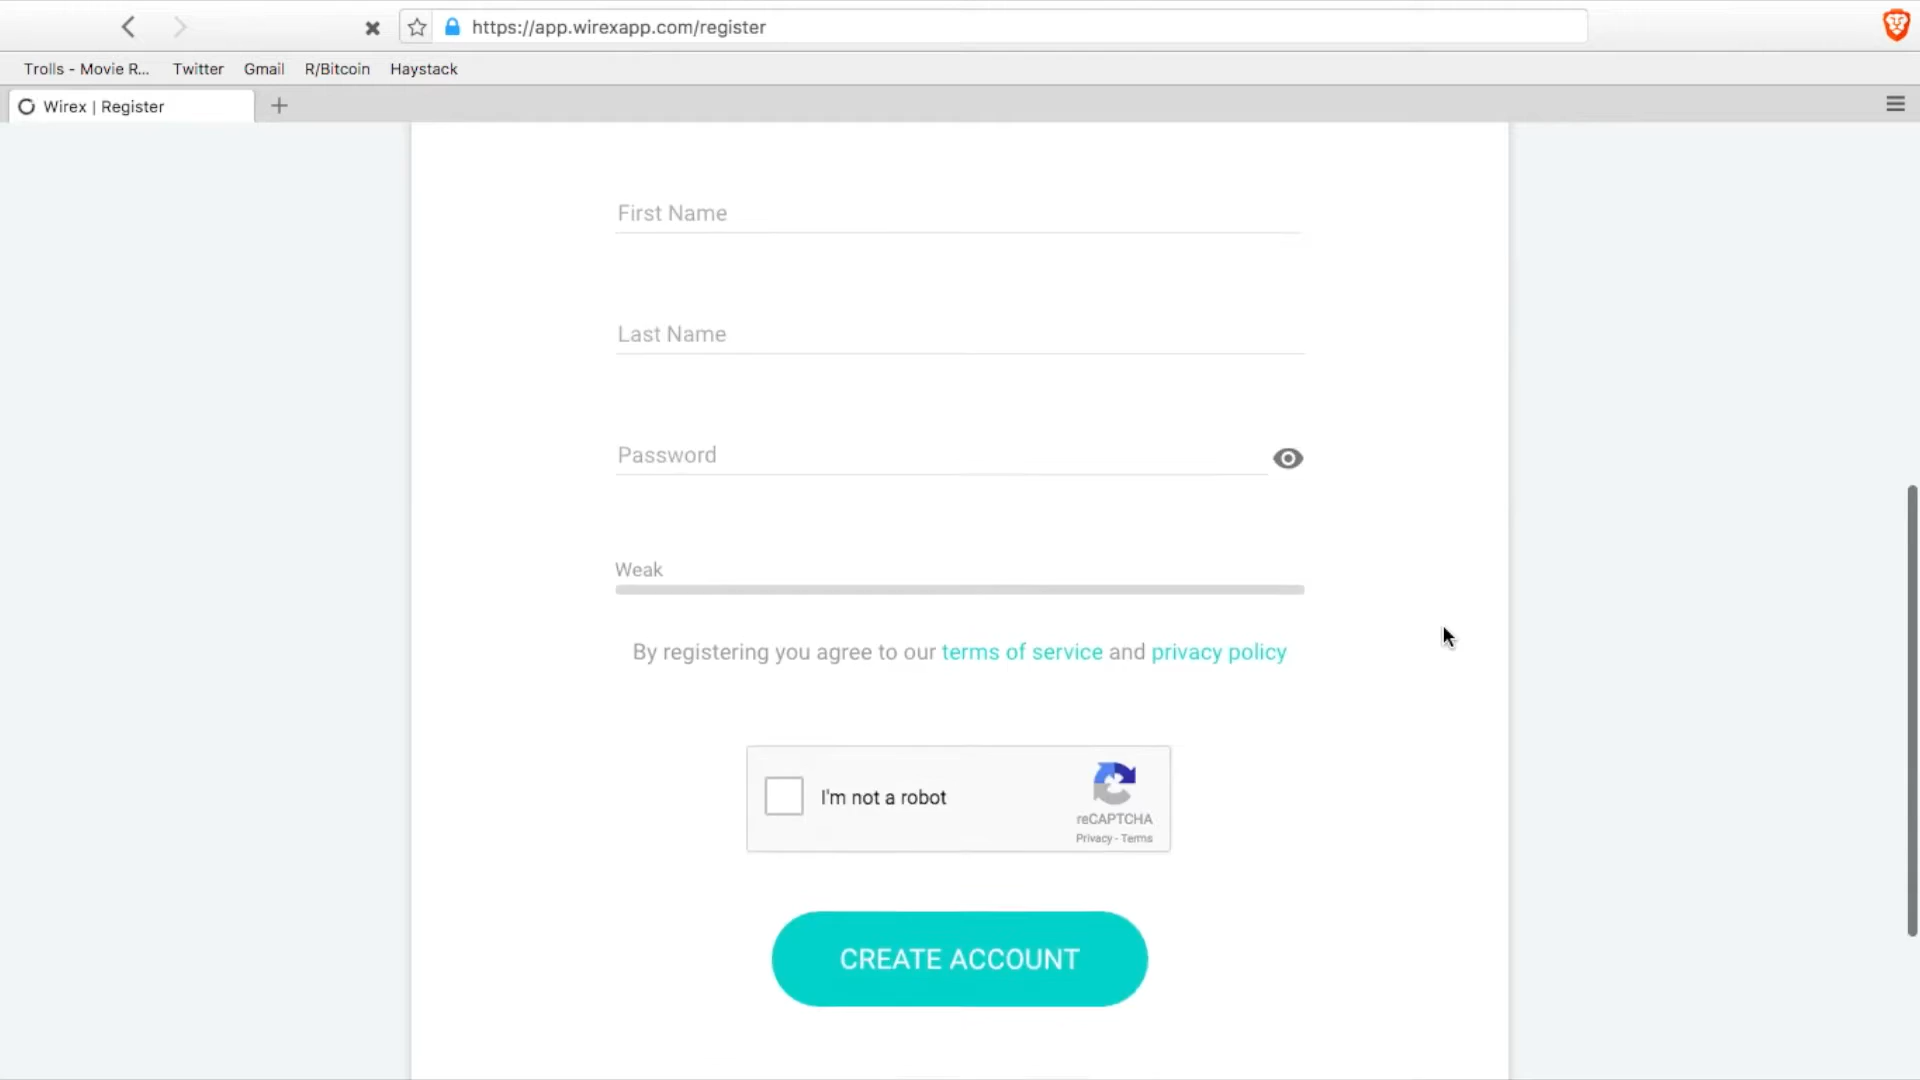 https://app.wirexapp.com/register
Trolls - Movie R... Twitter Gmail R/Bitcoin Haystack
Wirex | Register
First Name
Last Name
Password
Weak
By registering you agree to our terms of service and privacy policy
I'm not a robot
reCAPTCHA
Privacy - Terms
CREATE ACCOUNT